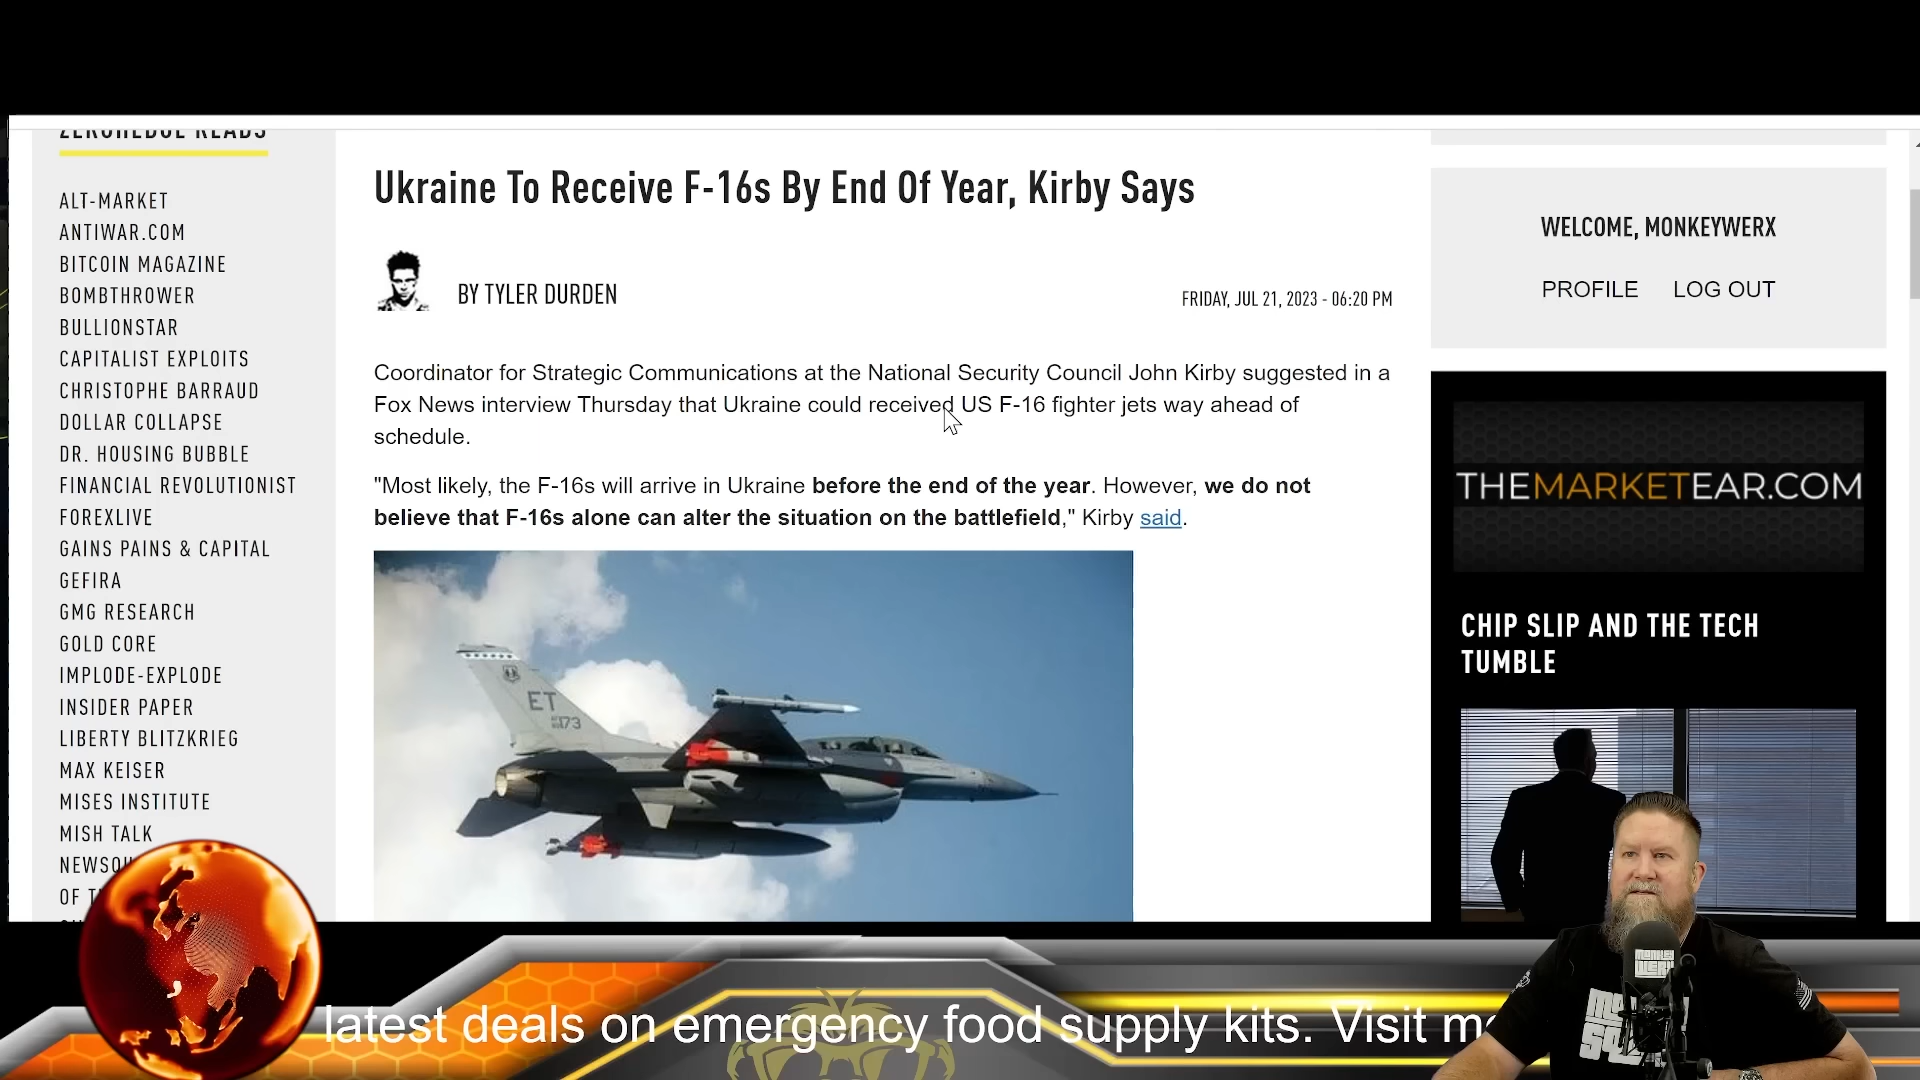 ZEROHEDGE READS
ALT-MARKET
ANTIWAR.COM
BITCOIN MAGAZINE
BOMBTHROWER
BULLIONSTAR
CAPITALIST EXPLOITS
CHRISTOPHE BARRAUD
DOLLAR COLLAPSE
DR. HOUSING BUBBLE
FINANCIAL REVOLUTIONIST
FOREXLIVE
GAINS PAINS & CAPITAL
GEFIRA
GMG RESEARCH
GOLD CORE
IMPLODE-EXPLODE
INSIDER PAPER
LIBERTY BLITZKRIEG
MAX KEISER
MISES INSTITUTE
MISH TALK
Ukraine To Receive F-16s By End Of Year, Kirby Says
BY TYLER DURDEN
FRIDAY, JUL 21, 2023 - 06:20 PM
Coordinator for Strategic Communications at the National Security Council John Kirby suggested in a
Fox News interview Thursday that Ukraine could received US F-16 fighter jets way ahead of
schedule.
"Most likely, the F-16s will arrive in Ukraine before the end of the year. However, we do not
believe that F-16s alone can alter the situation on the battlefield," Kirby said.
ET
173
WELCOME, MONKEYWERX
PROFILE LOG OUT
THEMARKETEAR.COM
CHIP SLIP AND THE TECH
TUMBLE
latest deals on emergency food supply kits. Visit